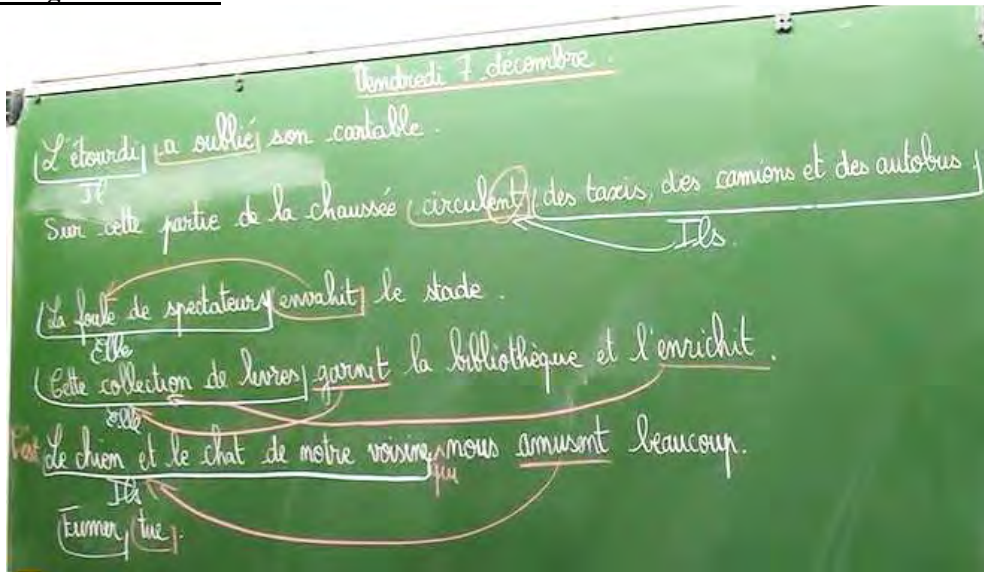 Vendredi 7 décembre.
L'étourdi a oublié son cartable.
Il
Sur cette partie de la chaussée circulent des taxis, des camions et des autobus.
Ils.
La foule de spectateurs envahit le stade.
Elle
Cette collection de livres garnit la bibliothèque et l'enrichit.
Elle
C'est Le chien et le chat de notre voisine qui nous amusent beaucoup.
Ils
Fumer tue.